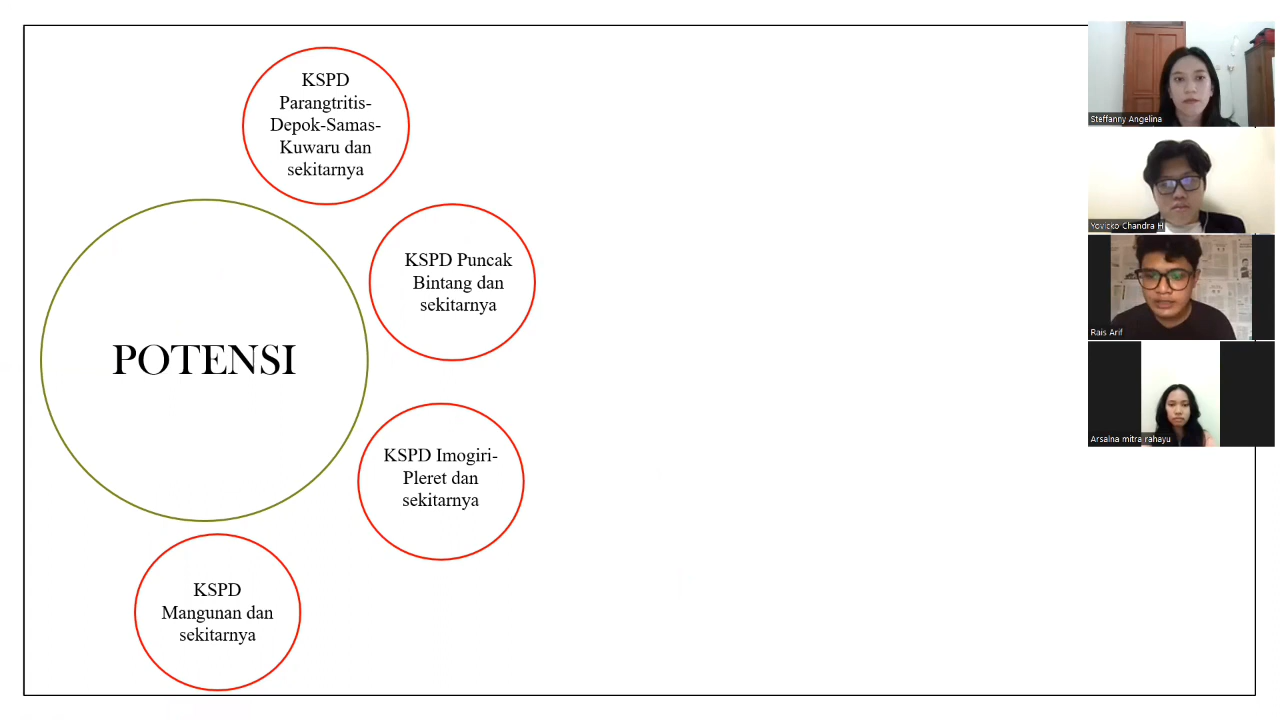 KSPD
Parangtritis-
Depok-Samas-
Kuwaru dan
sekitarnya
KSPD Puncak
Bintang dan
sekitarnya
POTENSI
KSPD Imogiri-
Pleret dan
sekitarnya
KSPD
Mangunan dan
sekitarnya
Steffanny Angelina
Yovicko Chandra H
Rais Arif
Arsalna mitra rahayu